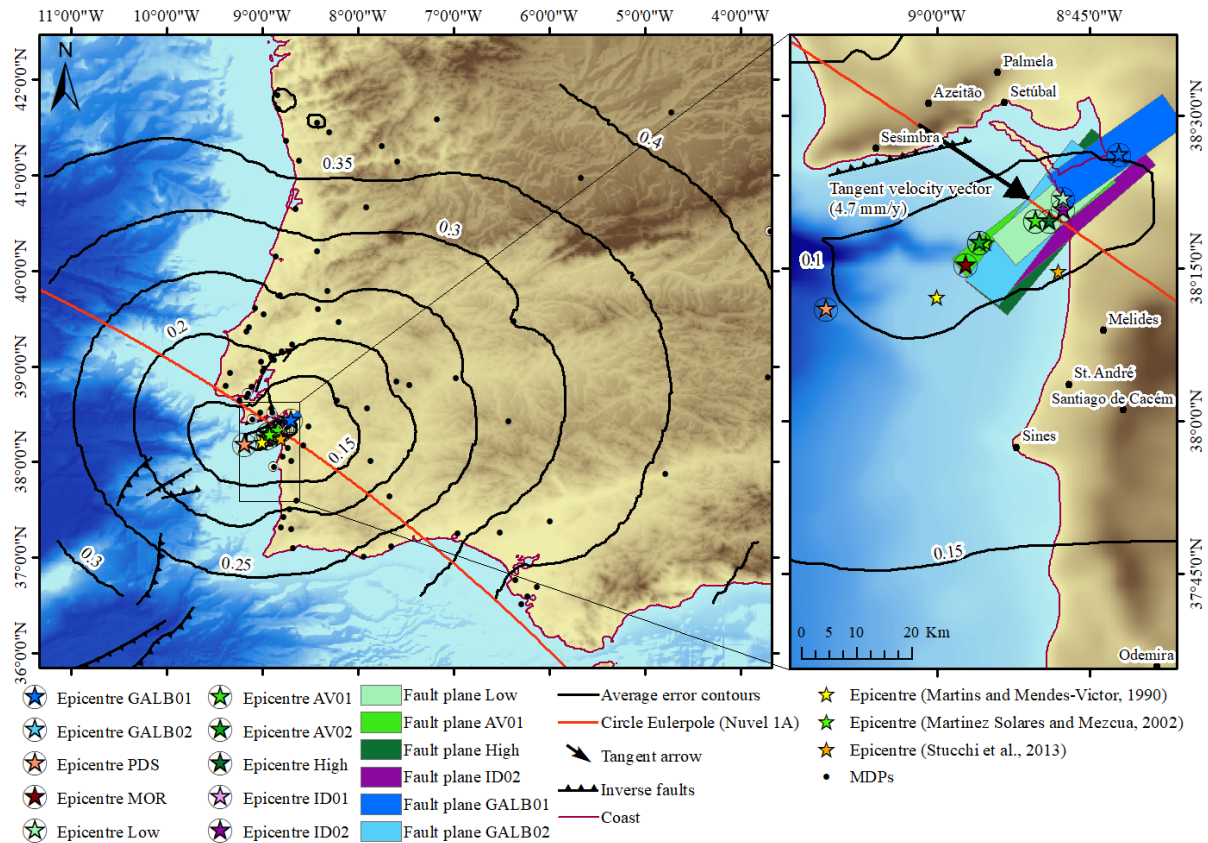 11°0'0"W 10°0'0"W 9°0'0"W 8°0'0"W 7°0'0"W 6°0'0"W 5°0'0"W 4°0'0"W
9°0'0"W 8°45'0"W
N
42°0'0"N
41°0'0"N
40°0'0"N
39°0'0"N
38°0'0"N
37°0'0"N
36°0'0"N
0.35
0.4
0.3
0.2
0.15
0.25
0.3
Palmela
Azeitão
Setúbal
Sesimbra
Tangent velocity vector
(4.7 mm/y)
0.1
Melides
St. André
Santiago de Cacém
Sines
0.15
Odemira
0 5 10 20 Km
38°30'0"N
38°15'0"N
38°0'0"N
37°45'0"N
Epicentre GALB01
Epicentre GALB02
Epicentre PDS
Epicentre MOR
Epicentre Low
Epicentre AV01
Epicentre AV02
Epicentre High
Epicentre ID01
Epicentre ID02
Fault plane Low
Fault plane AV01
Fault plane High
Fault plane ID02
Fault plane GALB01
Fault plane GALB02
Average error contours
Circle Eulerpole (Nuvel 1A)
Tangent arrow
Inverse faults
Coast
Epicentre (Martins and Mendes-Victor, 1990)
Epicentre (Martinez Solares and Mezcua, 2002)
Epicentre (Stucchi et al., 2013)
MDPs